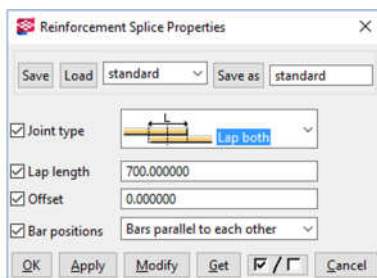 Reinforcement Splice Properties
Save Load standard Save as standard
Joint type L Lap both
Lap length 700.000000
Offset 0.000000
Bar positions Bars parallel to each other
OK Apply Modify Get / Cancel